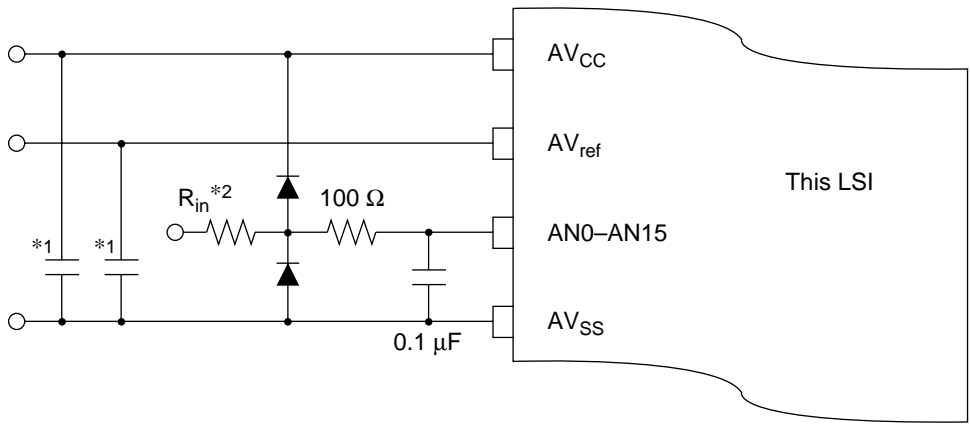 AVCC
AVref
This LSI
Rin*2
100 Ω
*1
*1
AN0–AN15
AVSS
0.1 μF